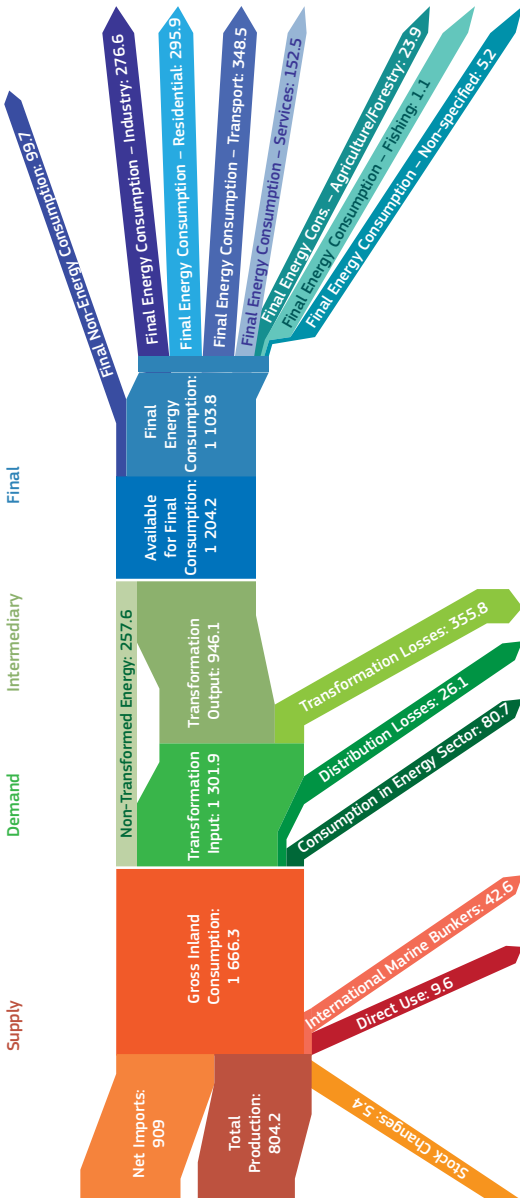 Supply
Demand
Intermediary
Final
Net Imports:
909
Total
Production:
804.2
Stock Changes: 5.4
Gross Inland
Consumption:
1 666.3
Direct Use: 9.6
International Marine Bunkers: 42.6
Non-Transformed Energy: 257.6
Transformation
Input: 1 301.9
Consumption in Energy Sector: 80.7
Distribution Losses: 26.1
Transformation
Output: 946.1
Transformation Losses: 355.8
Available
for Final
Consumption:
1 204.2
Final
Energy
Consumption:
1 103.8
Final Non-Energy Consumption: 99.7
Final Energy Consumption – Industry: 276.6
Final Energy Consumption – Residential: 295.9
Final Energy Consumption – Transport: 348.5
Final Energy Consumption – Services: 152.5
Final Energy Cons. – Agriculture/Forestry: 23.9
Final Energy Consumption – Fishing: 1.1
Final Energy Consumption – Non-specified: 5.2